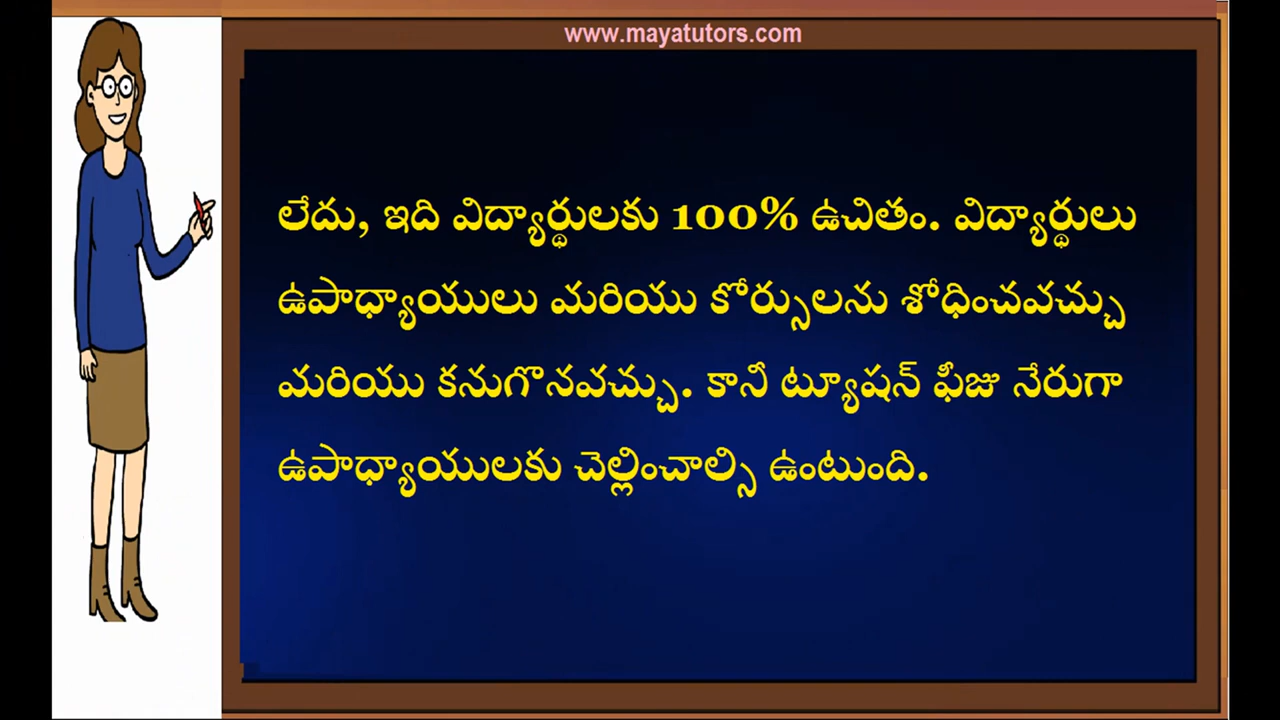 www.mayatutors.com
లేదు, ఇది విద్యార్థులకు 100% ఉచితం. విద్యార్థులు
ఉపాధ్యాయులు మరియు కోర్సులను శోధించవచ్చు
మరియు కనుగొనవచ్చు. కానీ ట్యూషన్ ఫీజు నేరుగా
ఉపాధ్యాయులకు చెల్లించాల్సి ఉంటుంది.